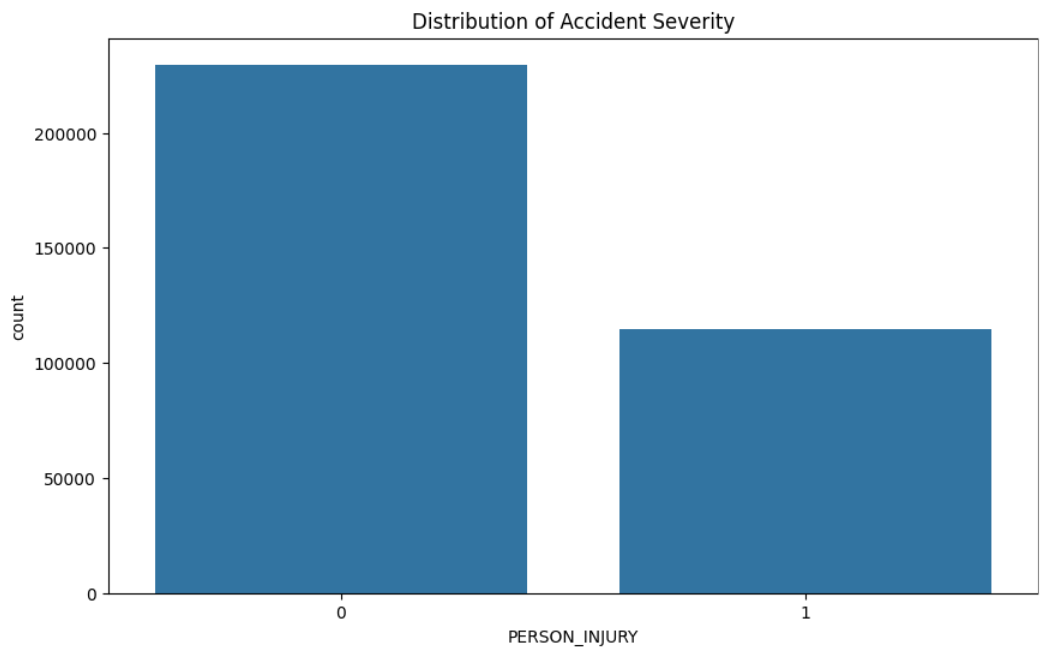 Distribution of Accident Severity
200000
150000
100000
50000
0
count
0 1
PERSON_INJURY